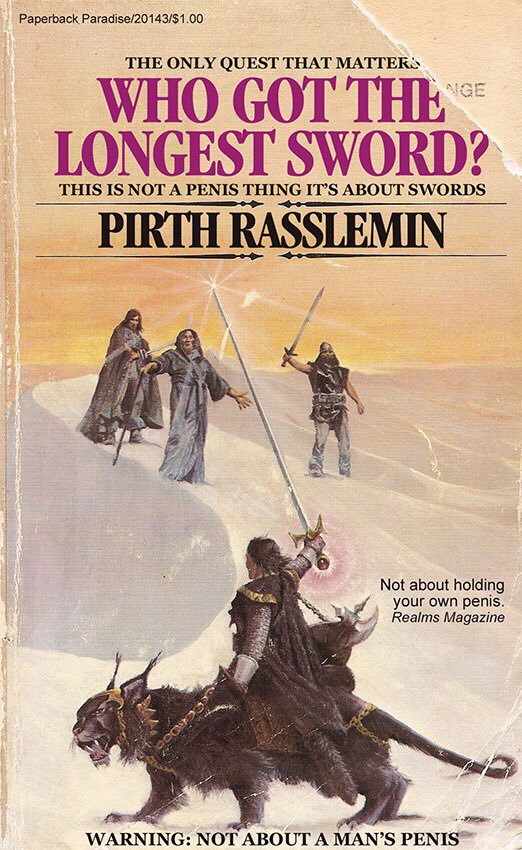 Paperback Paradise/20143/$1.00
THE ONLY QUEST THAT MATTERS
NGE
WHO GOT THE
LONGEST SWORD?
THIS IS NOT A PENIS THING IT'S ABOUT SWORDS
PIRTH RASSLEMIN
Not about holding
your own penis.
Realms Magazine
WARNING: NOT ABOUT A MAN'S PENIS